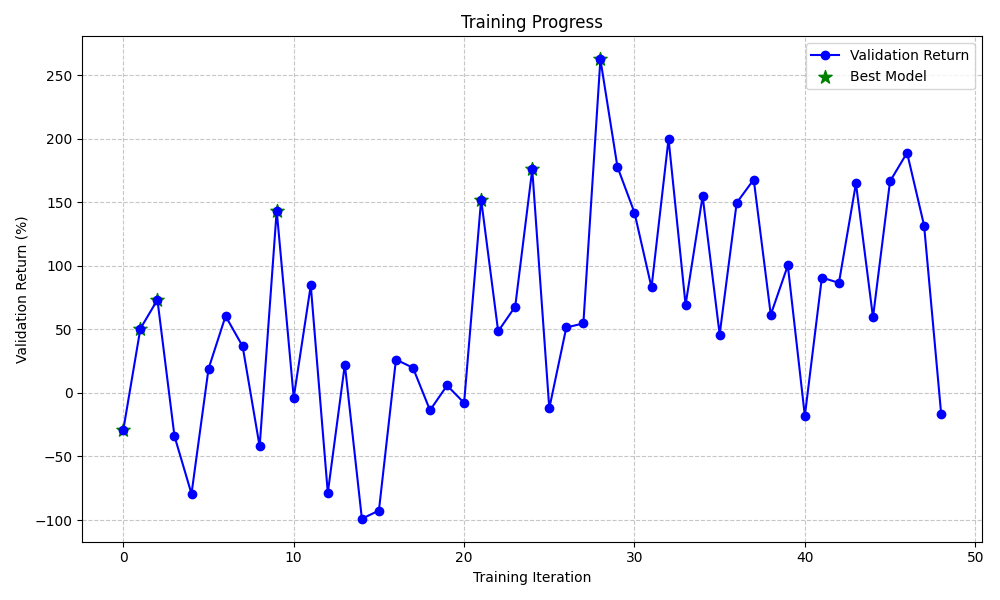 Training Progress
Validation Return
Best Model
Validation Return (%)
250
200
150
100
50
0
−50
−100
0
10
20
30
40
50
Training Iteration